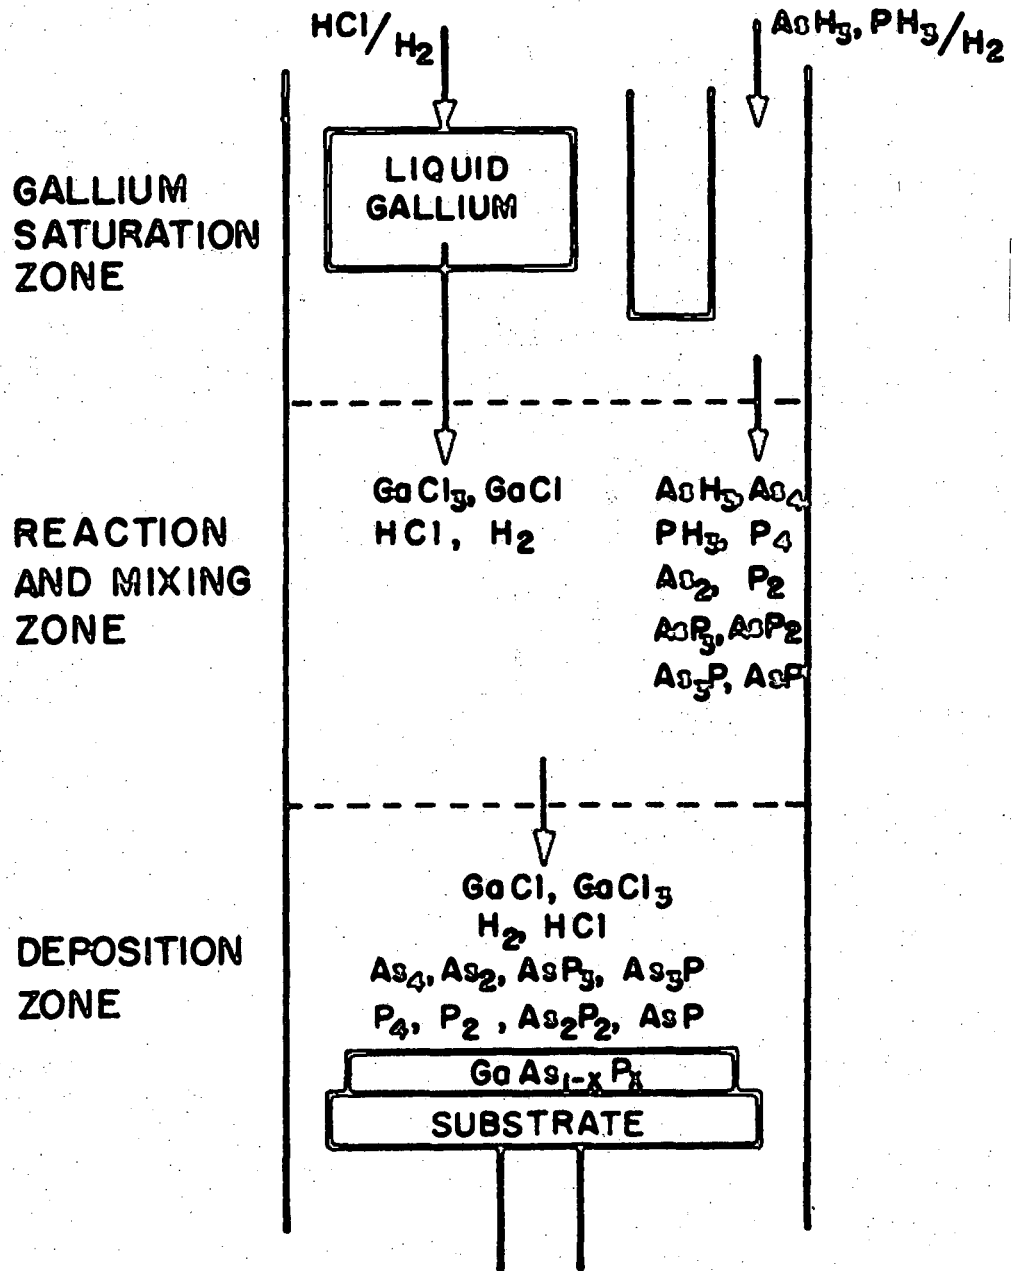 HCl/H₂
AsH₃, PH₃/H₂
GALLIUM
SATURATION
ZONE
LIQUID
GALLIUM
REACTION
AND MIXING
ZONE
GaCl₃, GaCl
HCl, H₂
AsH₃, As₄
PH₃, P₄
As₂, P₂
AsP₃, AsP₂
As₃P, AsP
DEPOSITION
ZONE
GaCl, GaCl₃
H₂, HCl
As₄, As₂, AsP₃, As₃P
P₄, P₂, As₂P₂, AsP
GaAs₁₋ₓPₓ
SUBSTRATE